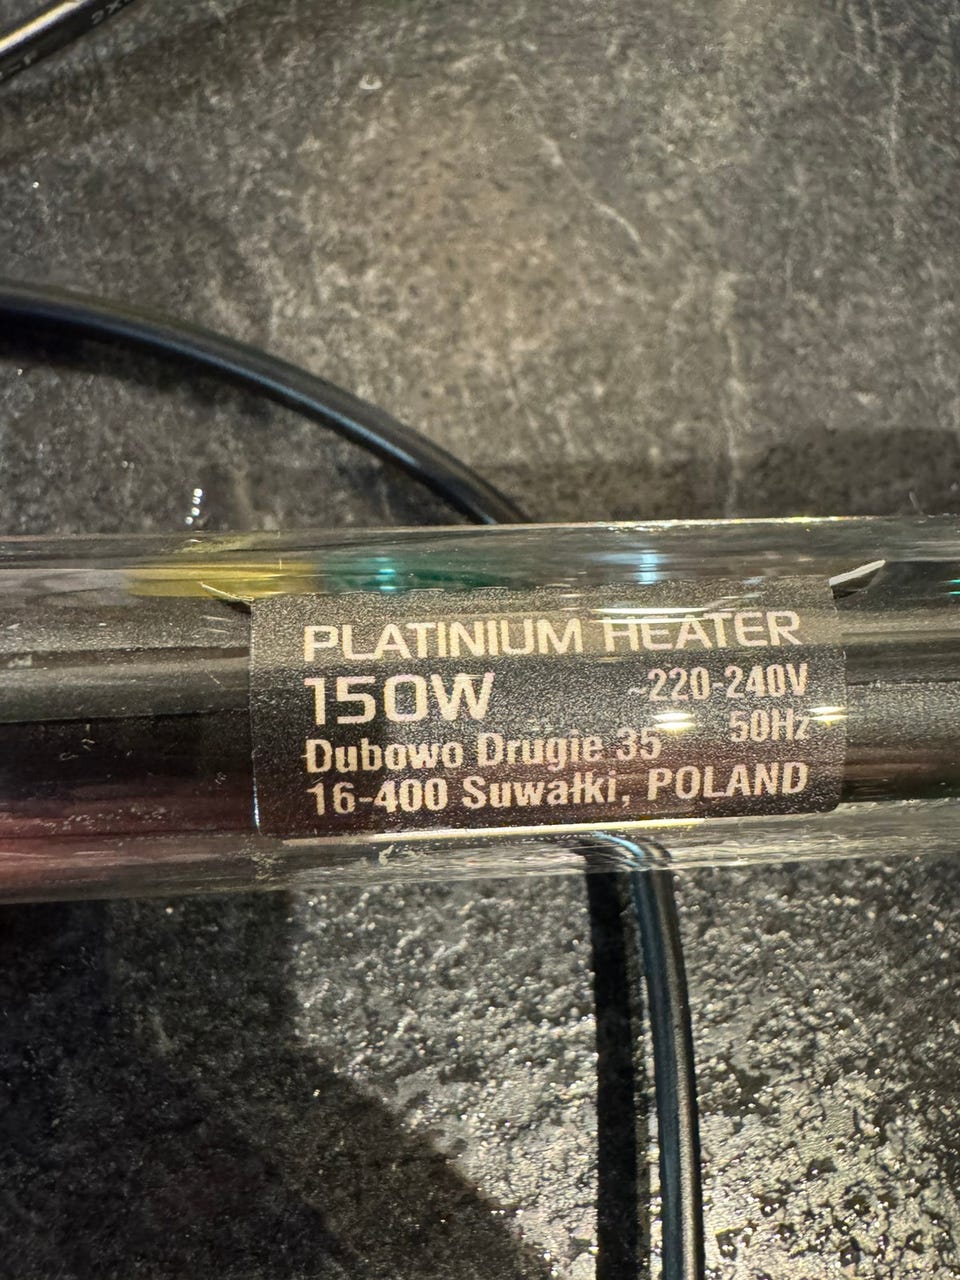 PLATINIUM HEATER
150W ~220-240V
50Hz
Dubowo Drugie 35
16-400 Suwałki, POLAND